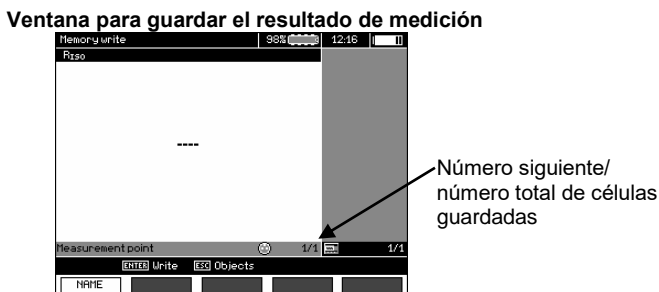 Ventana para guardar el resultado de medición
Memory write 98% 12:16
RISO
----
Número siguiente/
número total de células
guardadas
Measurement point 1/1 1/1
ENTER Write ESC Objects
NAME